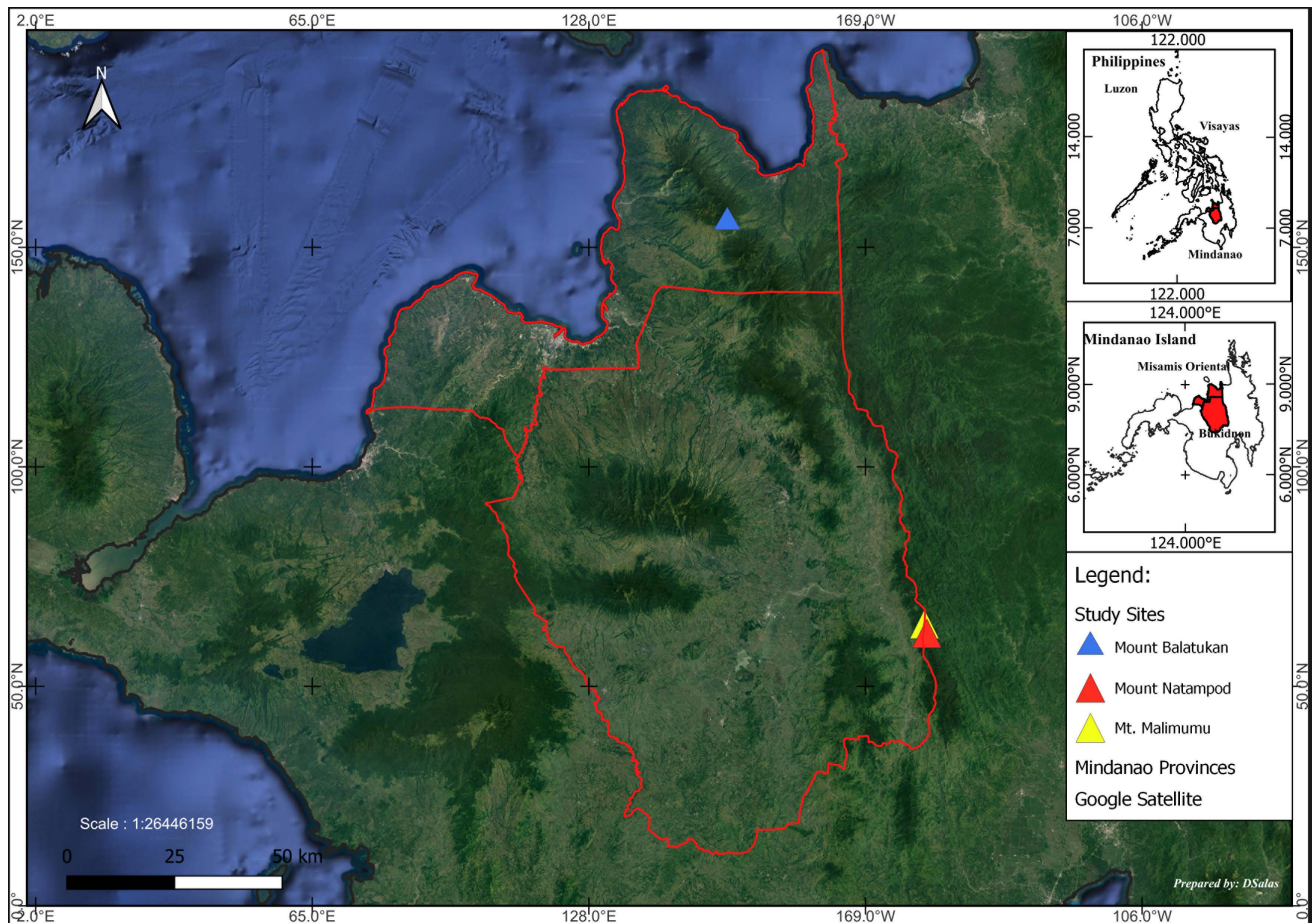 2.0°E 65.0°E 128.0°E 169.0°W 106.0°W
N
150.0°N
100.0°N
50.0°N
0.0°
Scale : 1:26446159
0 25 50 km
2.0°E 65.0°E 128.0°E 169.0°W 106.0°W
Prepared by: DSalas
122.000
Philippines
Luzon
Visayas
14.000 14.000
7.000 7.000
Mindanao
122.000
150.0°N
124.000°E
Mindanao Island
Misamis Oriental
9.000°N 9.000°N
Bukidnon
6.000°N 6.000°N
124.000°E
100.0°N
Legend:
Study Sites
Mount Balatukan
Mount Natampod
Mt. Malimumu
Mindanao Provinces
Google Satellite
50.0°N
0.0°